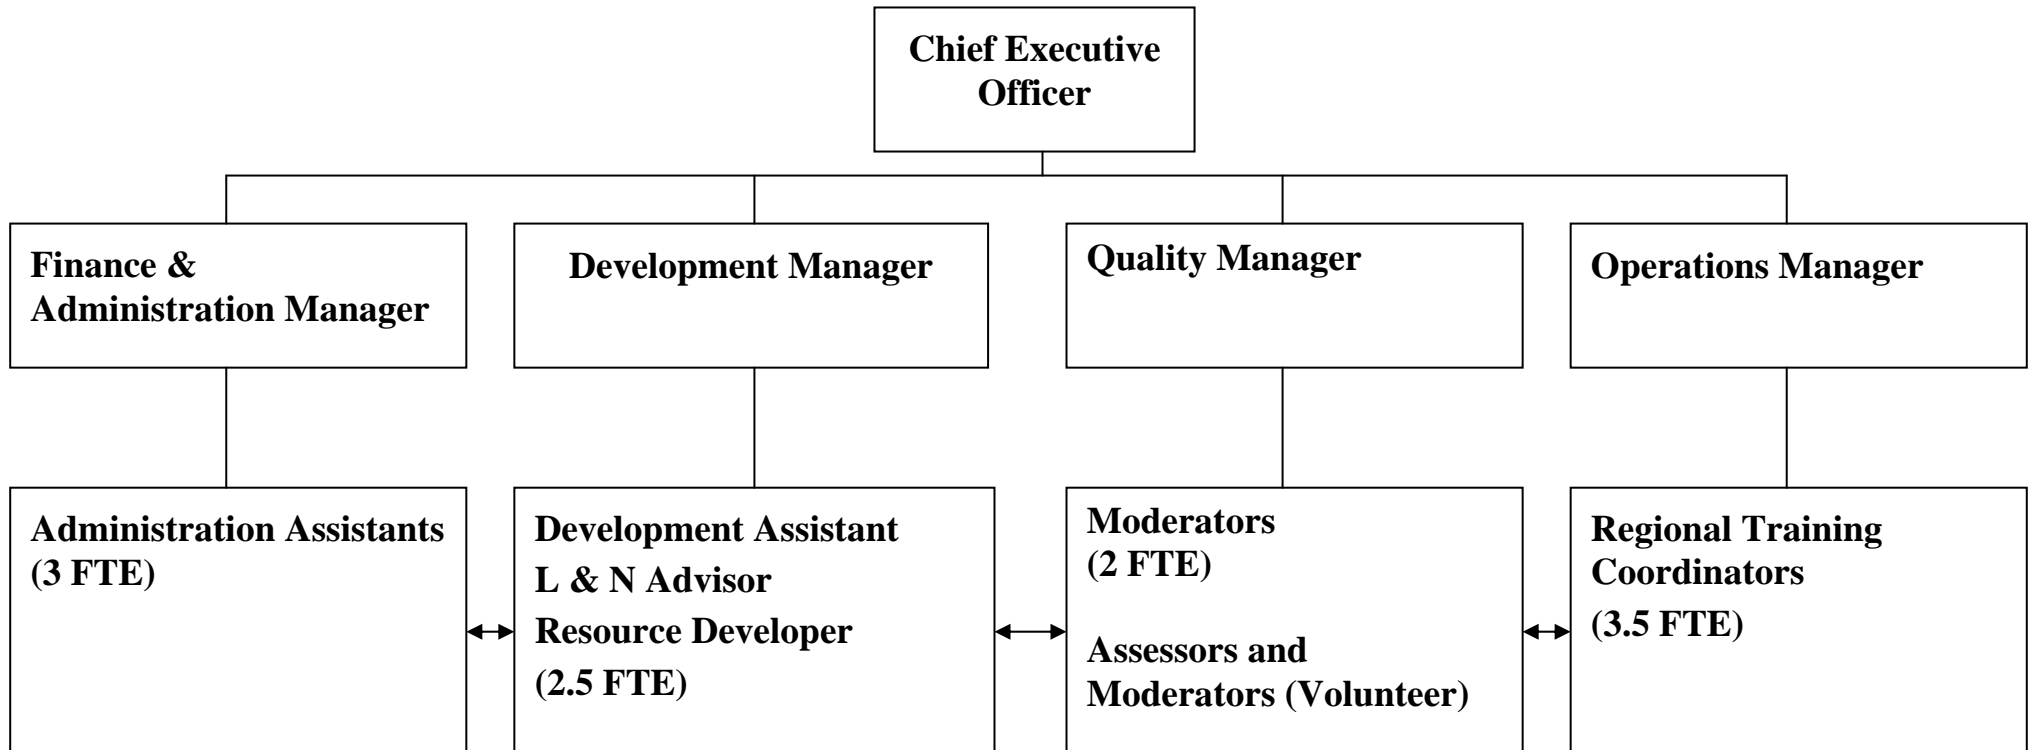 Chief Executive
Officer
Finance &
Administration Manager
Development Manager
Quality Manager
Operations Manager
Administration Assistants
(3 FTE)
Development Assistant
L & N Advisor
Resource Developer
(2.5 FTE)
Moderators
(2 FTE)
Assessors and
Moderators (Volunteer)
Regional Training
Coordinators
(3.5 FTE)